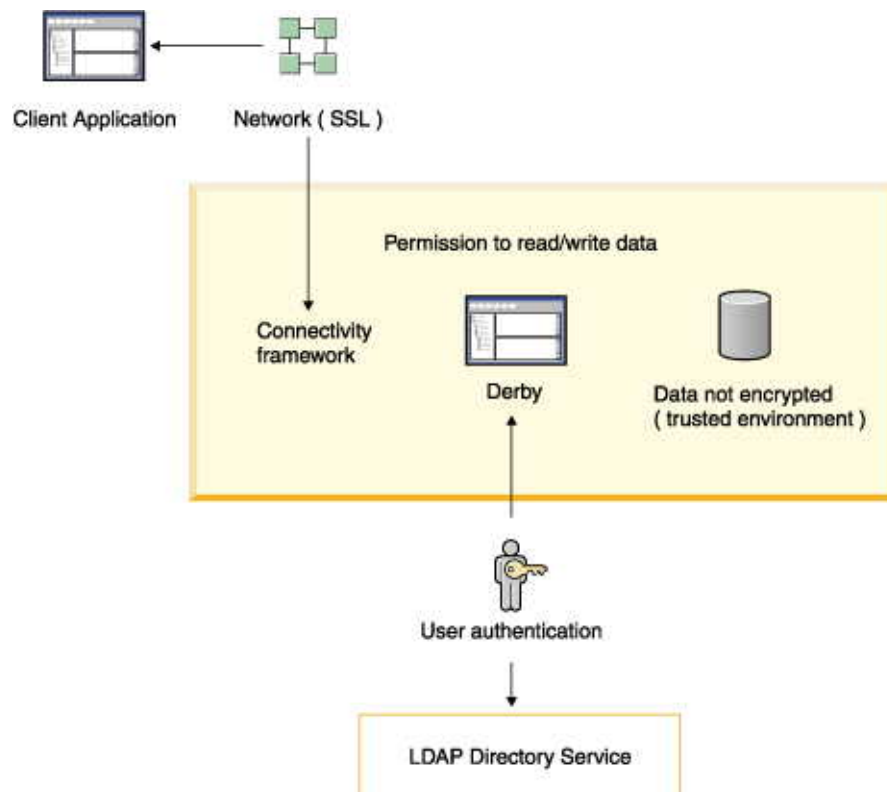 Client Application
Network ( SSL )
Permission to read/write data
Connectivity
framework
Derby
Data not encrypted
( trusted environment )
User authentication
LDAP Directory Service